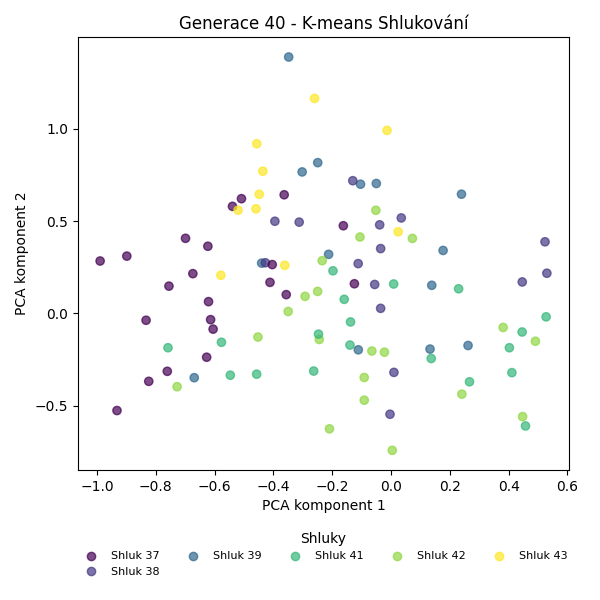 Generace 40 - K-means Shlukování
PCA komponent 2
1.0
0.5
0.0
−0.5
−1.0 −0.8 −0.6 −0.4 −0.2 0.0 0.2 0.4 0.6
PCA komponent 1
Shluky
Shluk 37 Shluk 39 Shluk 41 Shluk 42 Shluk 43
Shluk 38